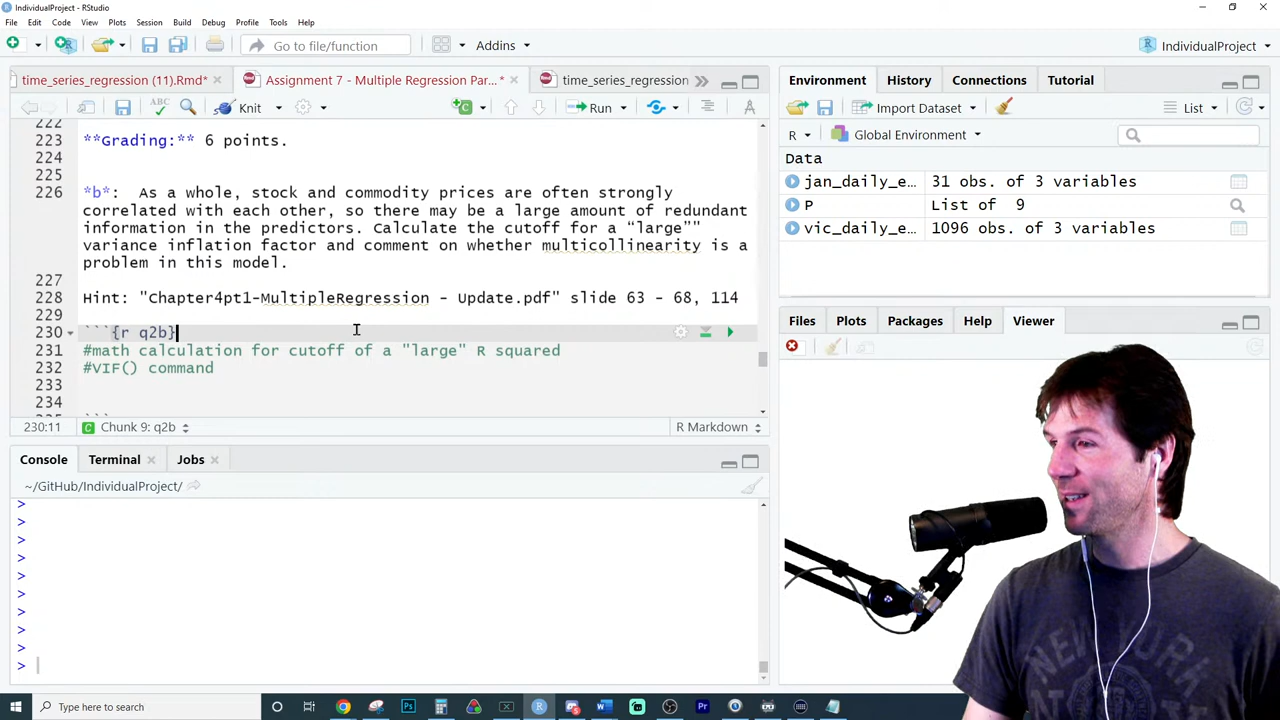 IndividualProject - RStudio
File Edit Code View Plots Session Build Debug Profile Tools Help
Go to file/function Addins IndividualProject
time_series_regression (11).Rmd* Assignment 7 - Multiple Regression Par...* time_series_regression
Knit Run
222
223 **Grading:** 6 points.
224
225
226 *b*: As a whole, stock and commodity prices are often strongly
correlated with each other, so there may be a large amount of redundant
information in the predictors. Calculate the cutoff for a "large""
variance inflation factor and comment on whether multicollinearity is a
problem in this model.
227
228 Hint: "Chapter4pt1-MultipleRegression - Update.pdf" slide 63 - 68, 114
229
230 ```{r q2b}
231 #math calculation for cutoff of a "large" R squared
232 #VIF() command
233
234
```
230:11 Chunk 9: q2b R Markdown
Console Terminal Jobs
~/GitHub/IndividualProject/
>
>
>
>
>
>
>
>
>
>
Environment History Connections Tutorial
Import Dataset List
R Global Environment
Data
jan_daily_e... 31 obs. of 3 variables
P List of 9
vic_daily_e... 1096 obs. of 3 variables
Files Plots Packages Help Viewer
NEW YORK
Type here to search